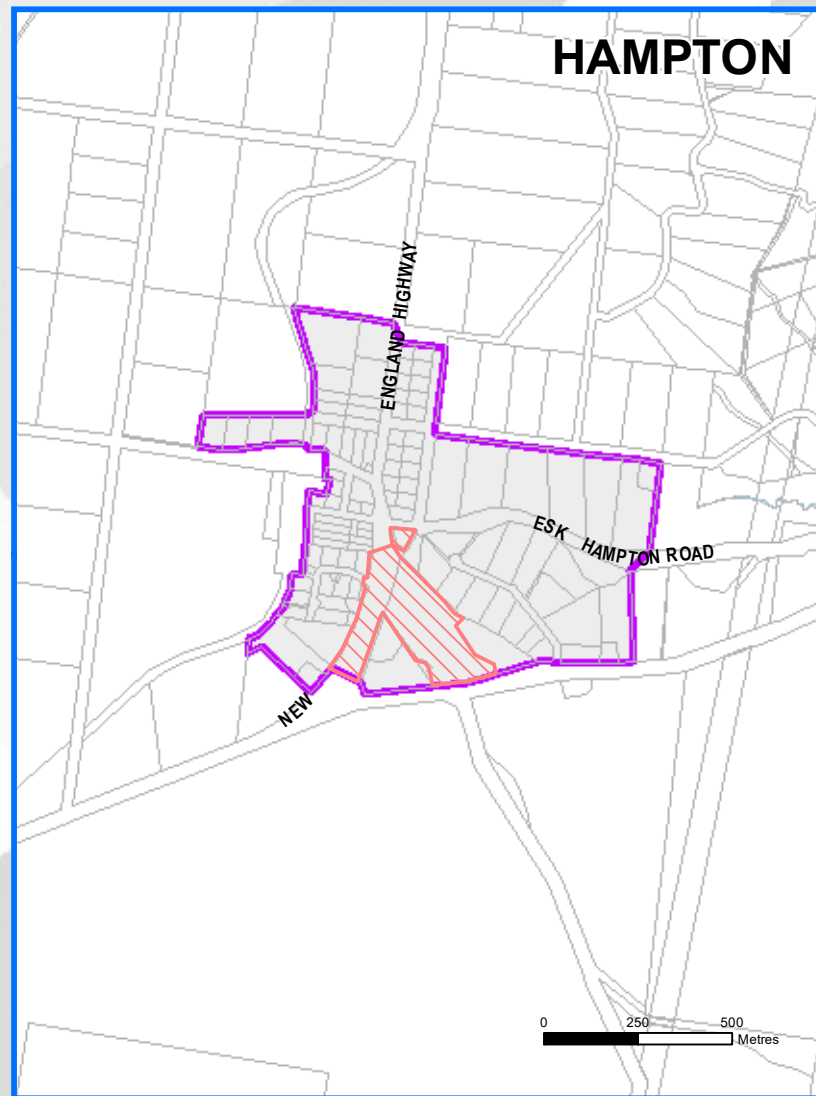 HAMPTON
ENGLAND HIGHWAY
ESK HAMPTON ROAD
NEW
0 250 500
Metres